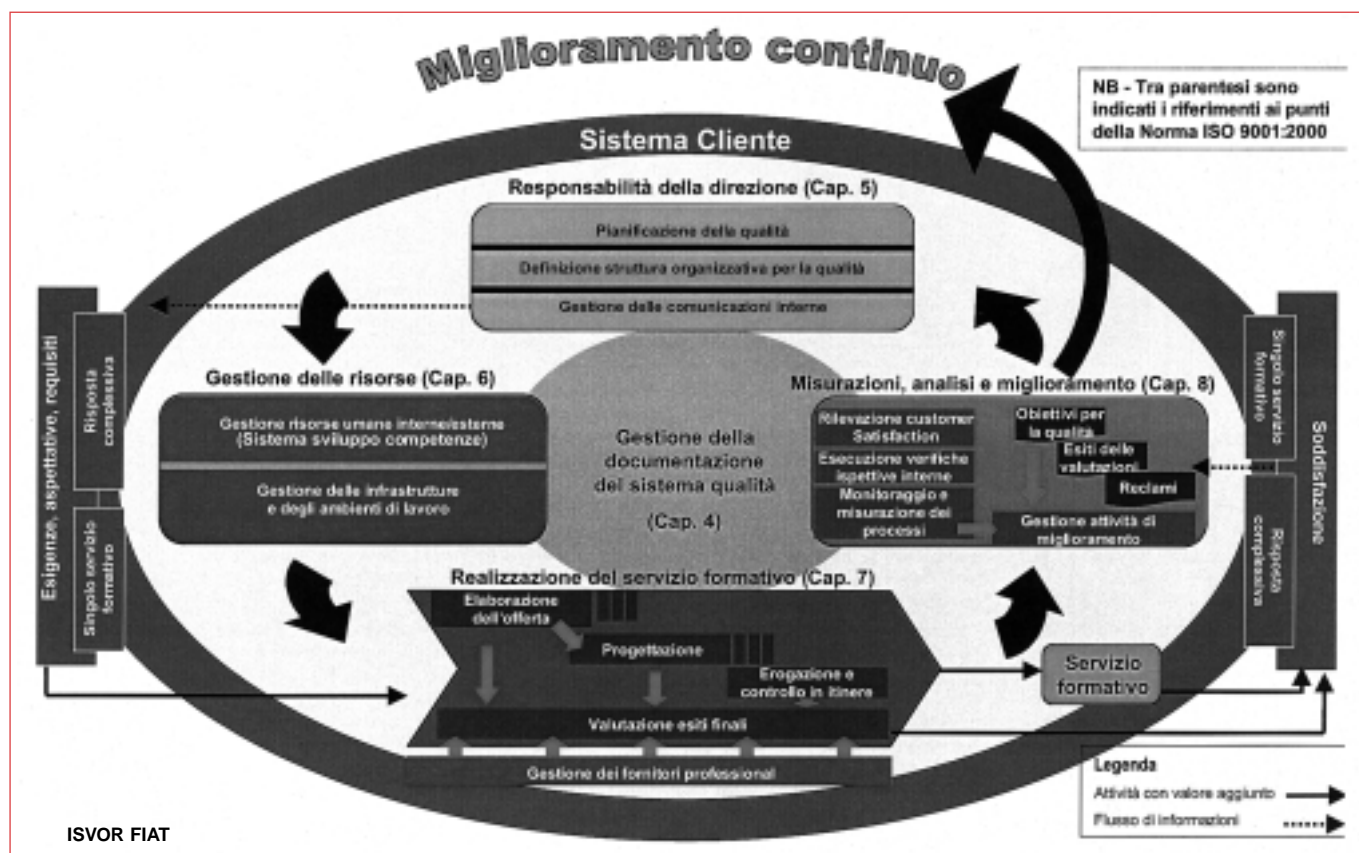 Miglioramento continuo
NB - Tra parentesi sono
indicati i riferimenti ai punti
della Norma ISO 9001:2000
Sistema Cliente
Responsabilità della direzione (Cap. 5)
Pianificazione della qualità
Definizione struttura organizzativa per la qualità
Gestione delle comunicazioni interne
Esigenze, aspettative, requisiti
Risposta
complessiva
Singolo servizio
formativo
Gestione delle risorse (Cap. 6)
Gestione risorse umane interne/esterne
(Sistema sviluppo competenze)
Gestione delle infrastrutture
e degli ambienti di lavoro
Gestione della
documentazione
del sistema qualità
(Cap. 4)
Misurazioni, analisi e miglioramento (Cap. 8)
Rilevazione customer
Satisfaction
Esecuzione verifiche
ispettive interne
Monitoraggio e
misurazione dei
processi
Obiettivi per
la qualità
Esiti delle
valutazioni
Reclami
Gestione attività di
miglioramento
Singolo servizio
formativo
Risposta
complessiva
Soddisfazione
Realizzazione del servizio formativo (Cap. 7)
Elaborazione
dell'offerta
Progettazione
Erogazione e
controllo in itinere
Valutazione esiti finali
Gestione dei fornitori professional
Servizio
formativo
Legenda
Attività con valore aggiunto
Flusso di informazioni
ISVOR FIAT